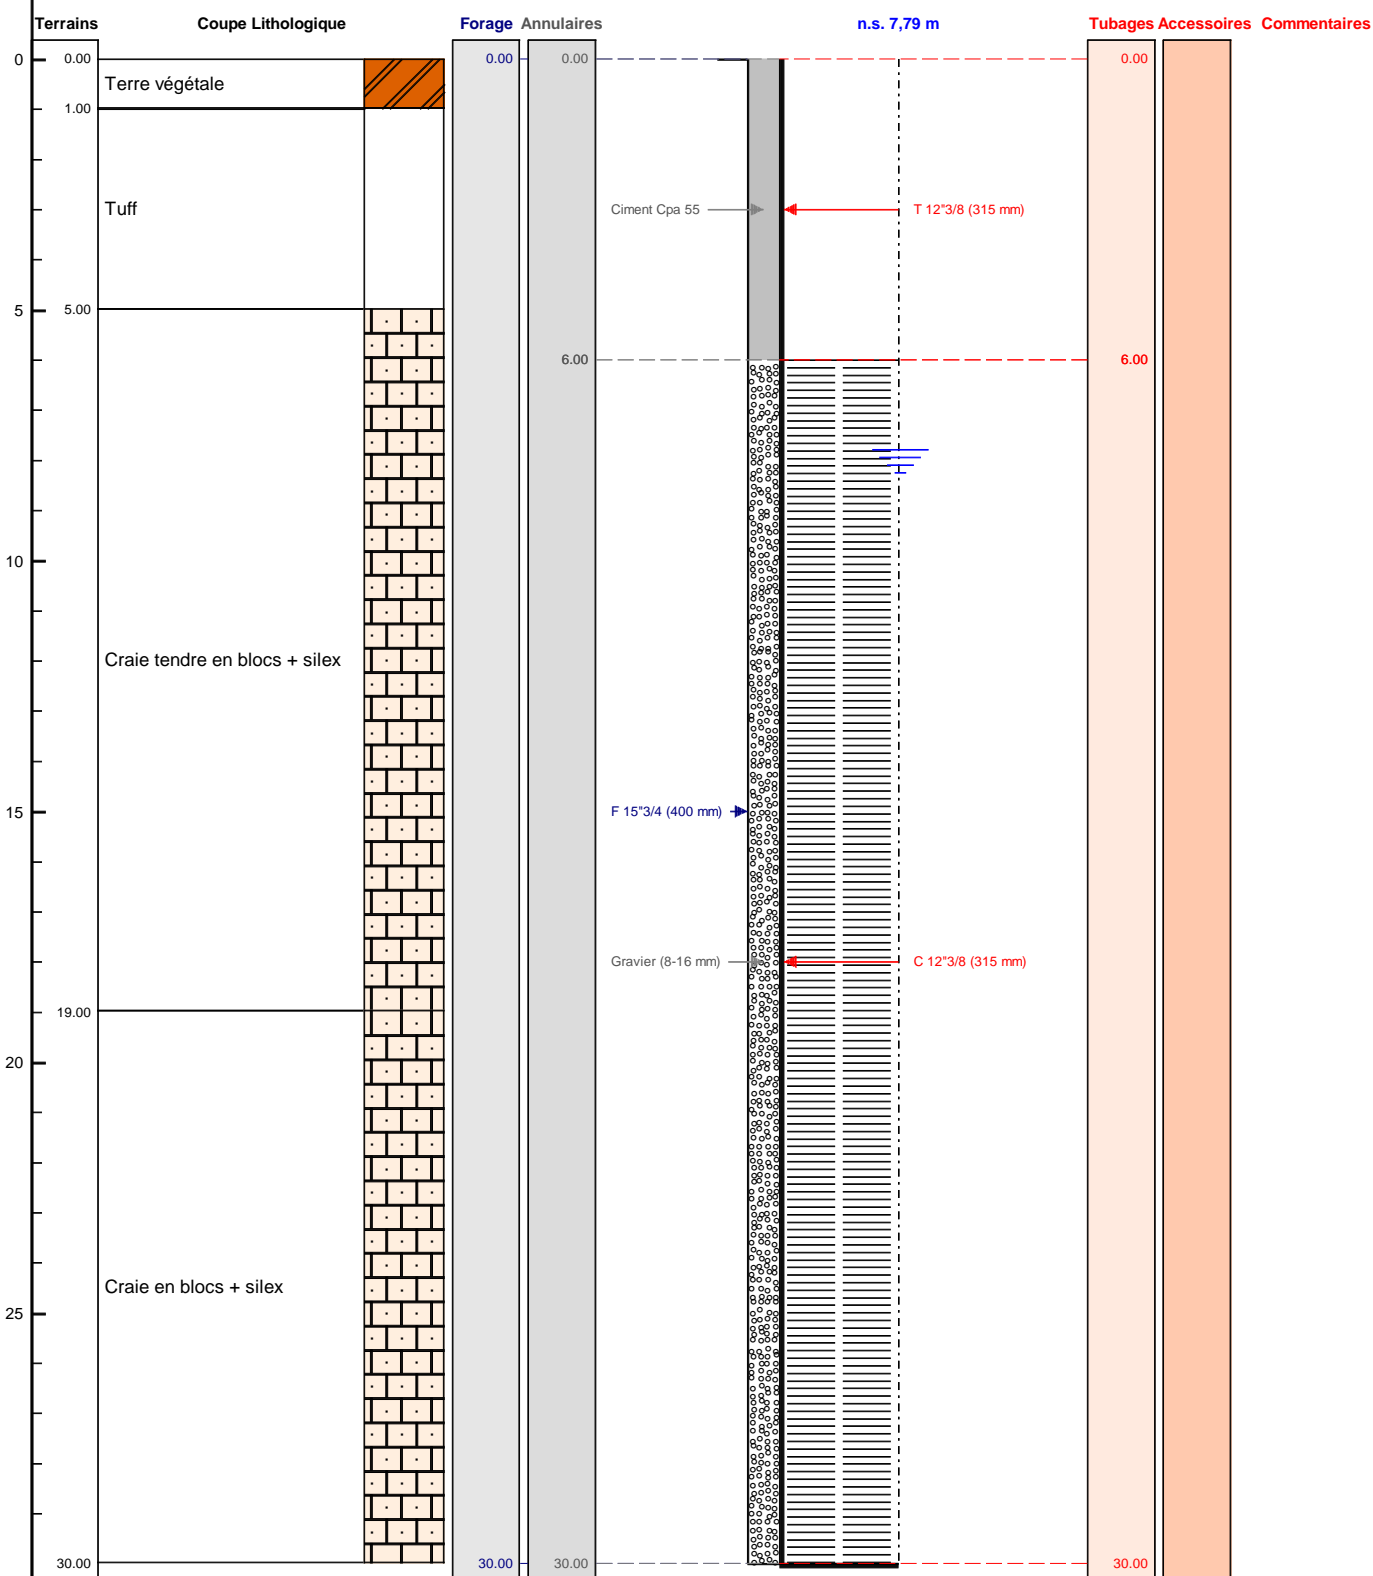 Terrains Coupe Lithologique Forage Annulaires n.s. 7,79 m Tubages Accessoires Commentaires
0 0.00 0.00 0.00 0.00
Terre végétale
1.00
Tuff Ciment Cpa 55 T 12"3/8 (315 mm)
5 5.00
6.00 6.00
10
Craie tendre en blocs + silex
15 F 15"3/4 (400 mm)
Gravier (8-16 mm) C 12"3/8 (315 mm)
19.00
20
Craie en blocs + silex
25
30.00 30.00 30.00 30.00